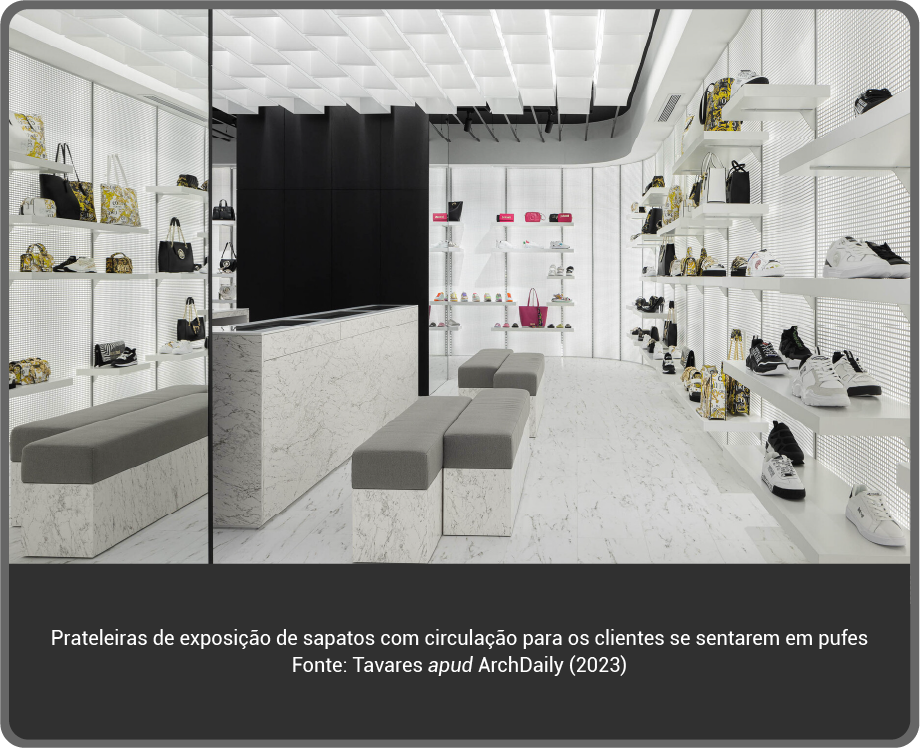 Prateleiras de exposição de sapatos com circulação para os clientes se sentarem em pufes
Fonte: Tavares apud ArchDaily (2023)